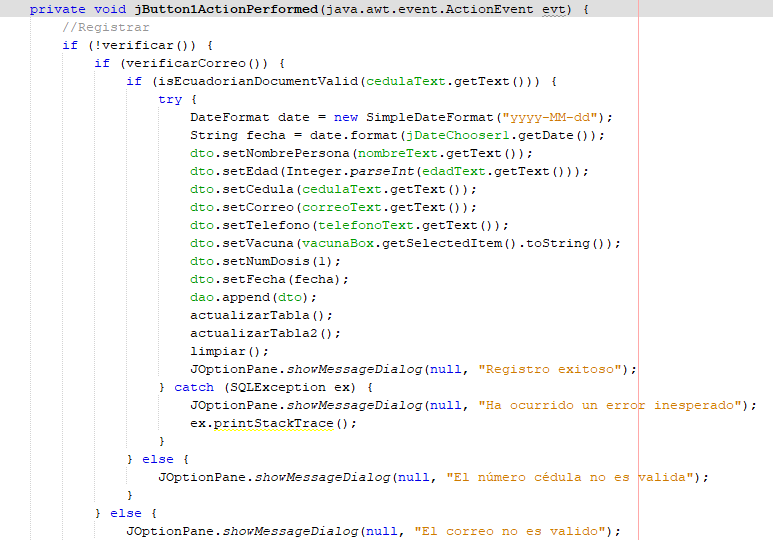 private void jButton1ActionPerformed(java.awt.event.ActionEvent evt) {
//Registrar
if (!verificar()) {
if (verificarCorreo()) {
if (isEcuadorianDocumentValid(cedulaText.getText())) {
try {
DateFormat date = new SimpleDateFormat("yyyy-MM-dd");
String fecha = date.format(jDateChooser1.getDate());
dto.setNombrePersona(nombreText.getText());
dto.setEdad(Integer.parseInt(edadText.getText()));
dto.setCedula(cedulaText.getText());
dto.setCorreo(correoText.getText());
dto.setTelefono(telefonoText.getText());
dto.setVacuna(vacunaBox.getSelectedItem().toString());
dto.setNumDosis(1);
dto.setFecha(fecha);
dao.append(dto);
actualizarTabla();
actualizarTabla2();
limpiar();
JOptionPane.showMessageDialog(null, "Registro exitoso");
} catch (SQLException ex) {
JOptionPane.showMessageDialog(null, "Ha ocurrido un error inesperado");
ex.printStackTrace();
}
} else {
JOptionPane.showMessageDialog(null, "El número cédula no es valida");
}
} else {
JOptionPane.showMessageDialog(null, "El correo no es valido");